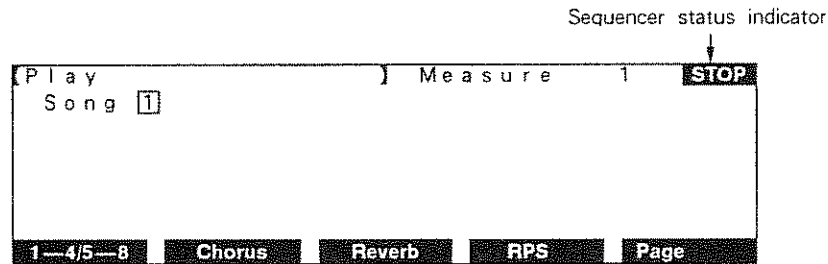 Sequencer status indicator
[Play ] Measure 1 STOP
Song 1
1—4/5—8 Chorus Reverb RPS Page